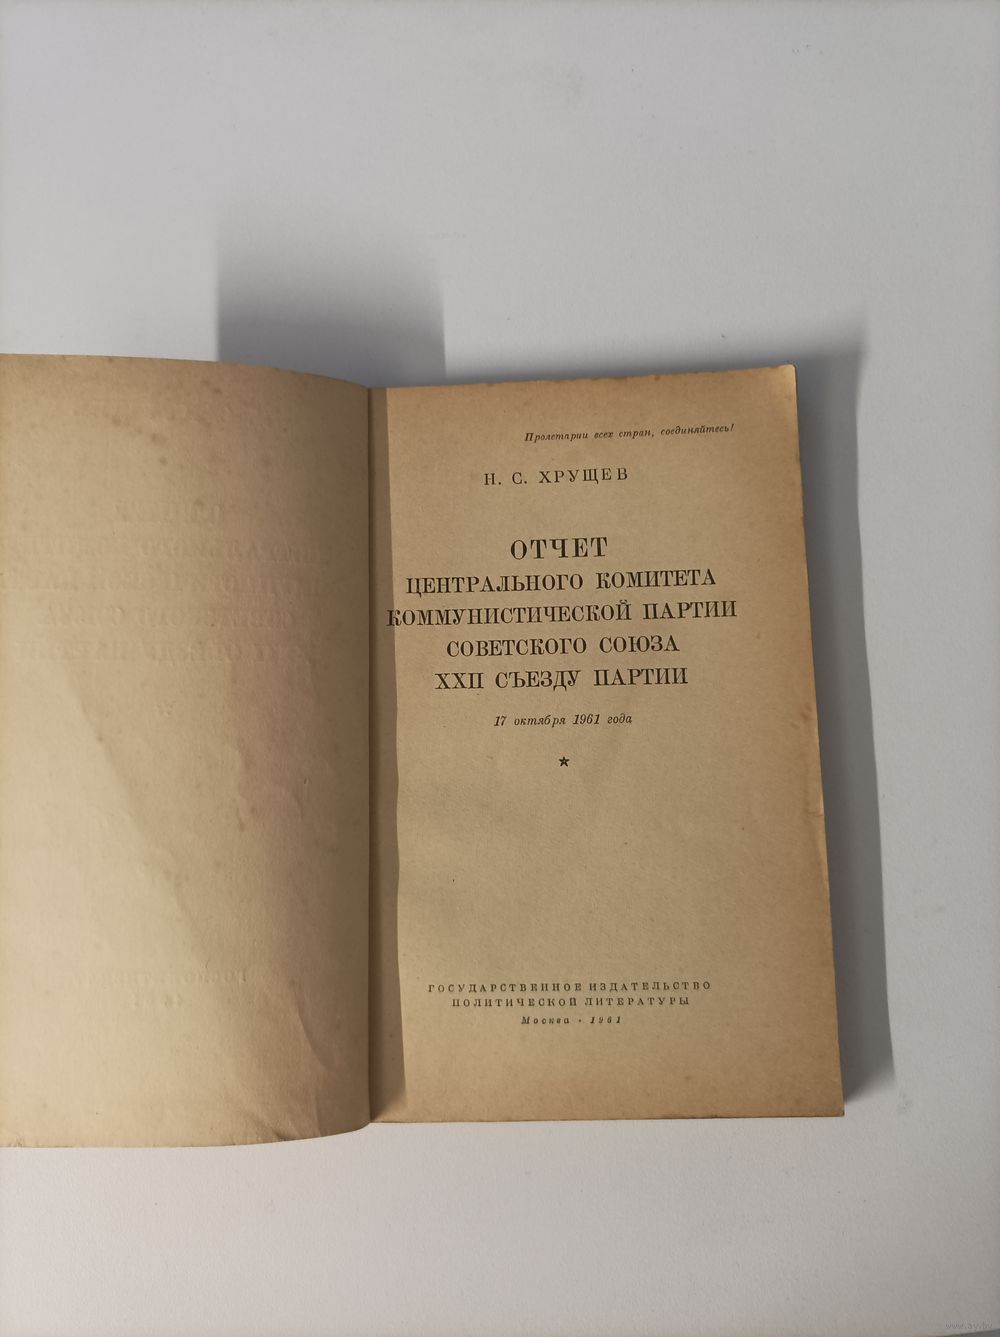 Пролетарии всех стран, соединяйтесь!
Н. С. ХРУЩЕВ
ОТЧЕТ
ЦЕНТРАЛЬНОГО КОМИТЕТА
КОММУНИСТИЧЕСКОЙ ПАРТИИ
СОВЕТСКОГО СОЮЗА
XXII СЪЕЗДУ ПАРТИИ
17 октября 1961 года
ГОСУДАРСТВЕННОЕ ИЗДАТЕЛЬСТВО
ПОЛИТИЧЕСКОЙ ЛИТЕРАТУРЫ
Москва · 1961